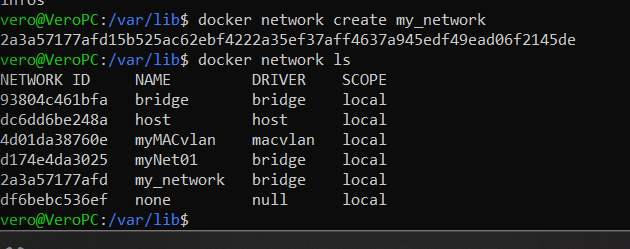 infos
vero@VeroPC:/var/lib$ docker network create my_network
2a3a57177afd15b525ac62ebf4222a35ef37aff4637a945edf49ead06f2145de
vero@VeroPC:/var/lib$ docker network ls
NETWORK ID     NAME         DRIVER    SCOPE
93804c461bfa   bridge       bridge    local
dc6dd6be248a   host         host      local
4d01da38760e   myMACvlan    macvlan   local
d174e4da3025   myNet01      bridge    local
2a3a57177afd   my_network   bridge    local
df6bebc536ef   none         null      local
vero@VeroPC:/var/lib$